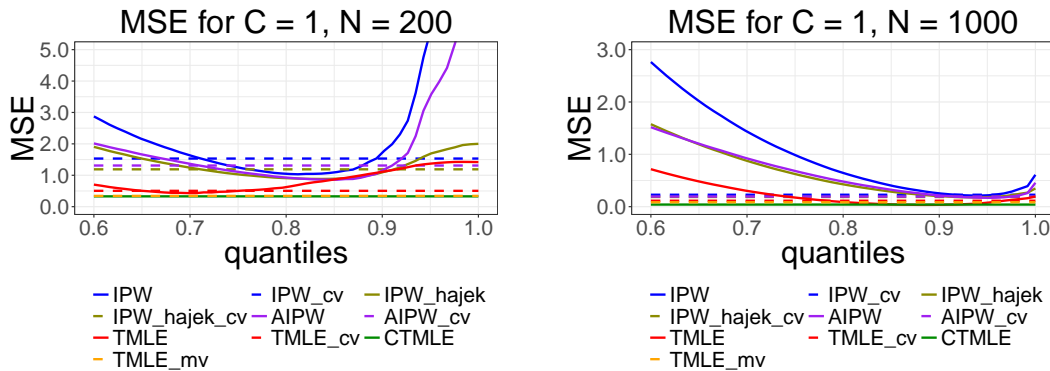 MSE for C = 1, N = 200
5.0
4.0
3.0
2.0
1.0
0.0
MSE
0.6
0.7
0.8
0.9
1.0
quantiles
IPW
IPW_cv
IPW_hajek
IPW_hajek_cv
AIPW
AIPW_cv
TMLE
TMLE_cv
CTMLE
TMLE_mv
MSE for C = 1, N = 1000
3.0
2.0
1.0
0.0
MSE
0.6
0.7
0.8
0.9
1.0
quantiles
IPW
IPW_cv
IPW_hajek
IPW_hajek_cv
AIPW
AIPW_cv
TMLE
TMLE_cv
CTMLE
TMLE_mv